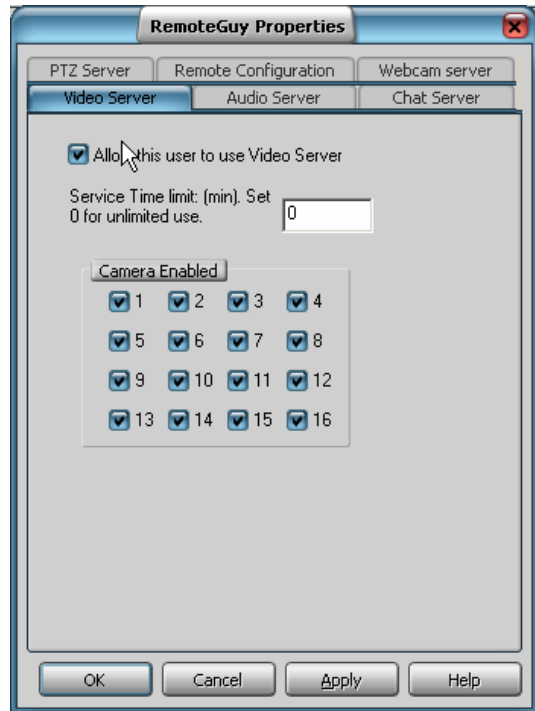 RemoteGuy Properties
PTZ Server Remote Configuration Webcam server
Video Server Audio Server Chat Server
Allow this user to use Video Server
Service Time limit: (min). Set
0 for unlimited use.
0
Camera Enabled
1 2 3 4
5 6 7 8
9 10 11 12
13 14 15 16
OK Cancel Apply Help